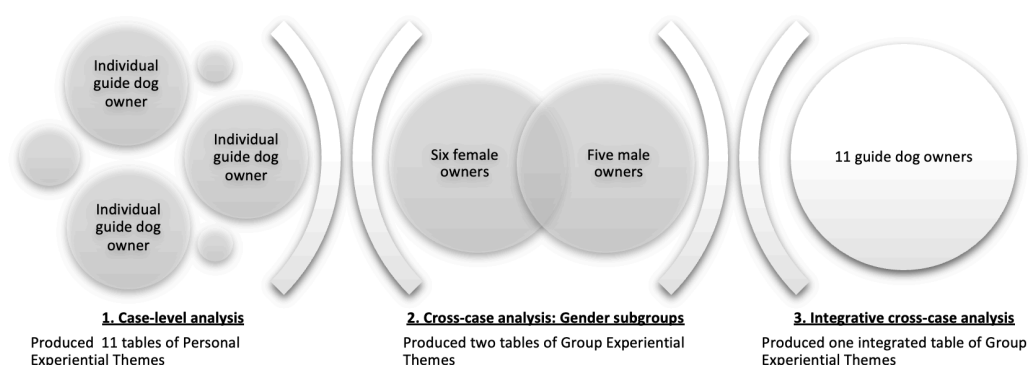 Individual
guide dog
owner
Individual
guide dog
owner
Individual
guide dog
owner
Six female
owners
Five male
owners
11 guide dog owners
1. Case-level analysis
Produced 11 tables of Personal
Experiential Themes
2. Cross-case analysis: Gender subgroups
Produced two tables of Group Experiential
Themes
3. Integrative cross-case analysis
Produced one integrated table of Group
Experiential Themes